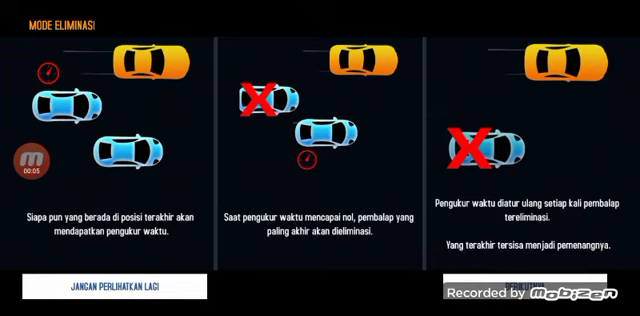 MODE ELIMINASI
Siapa pun yang berada di posisi terakhir akan
mendapatkan pengukur waktu.
Saat pengukur waktu mencapai nol, pembalap yang
paling akhir akan dieliminasi.
Pengukur waktu diatur ulang setiap kali pembalap
tereliminasi.
Yang terakhir tersisa menjadi pemenangnya.
00:05
JANGAN PERLIHATKAN LAGI
Recorded by mobizen